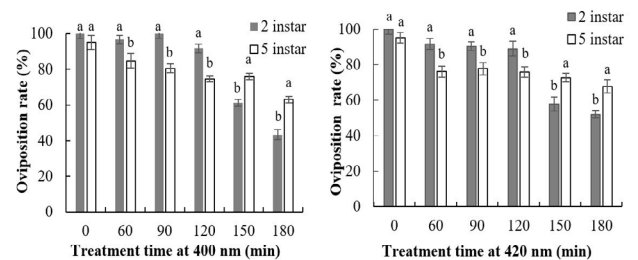 a a a b a b a b b a b a
2 instar
5 instar
100
80
60
40
20
0
Oviposition rate (%)
0 60 90 120 150 180
Treatment time at 400 nm (min)
a a a b a b a b b a b a
2 instar
5 instar
100
80
60
40
20
0
Oviposition rate (%)
0 60 90 120 150 180
Treatment time at 420 nm (min)